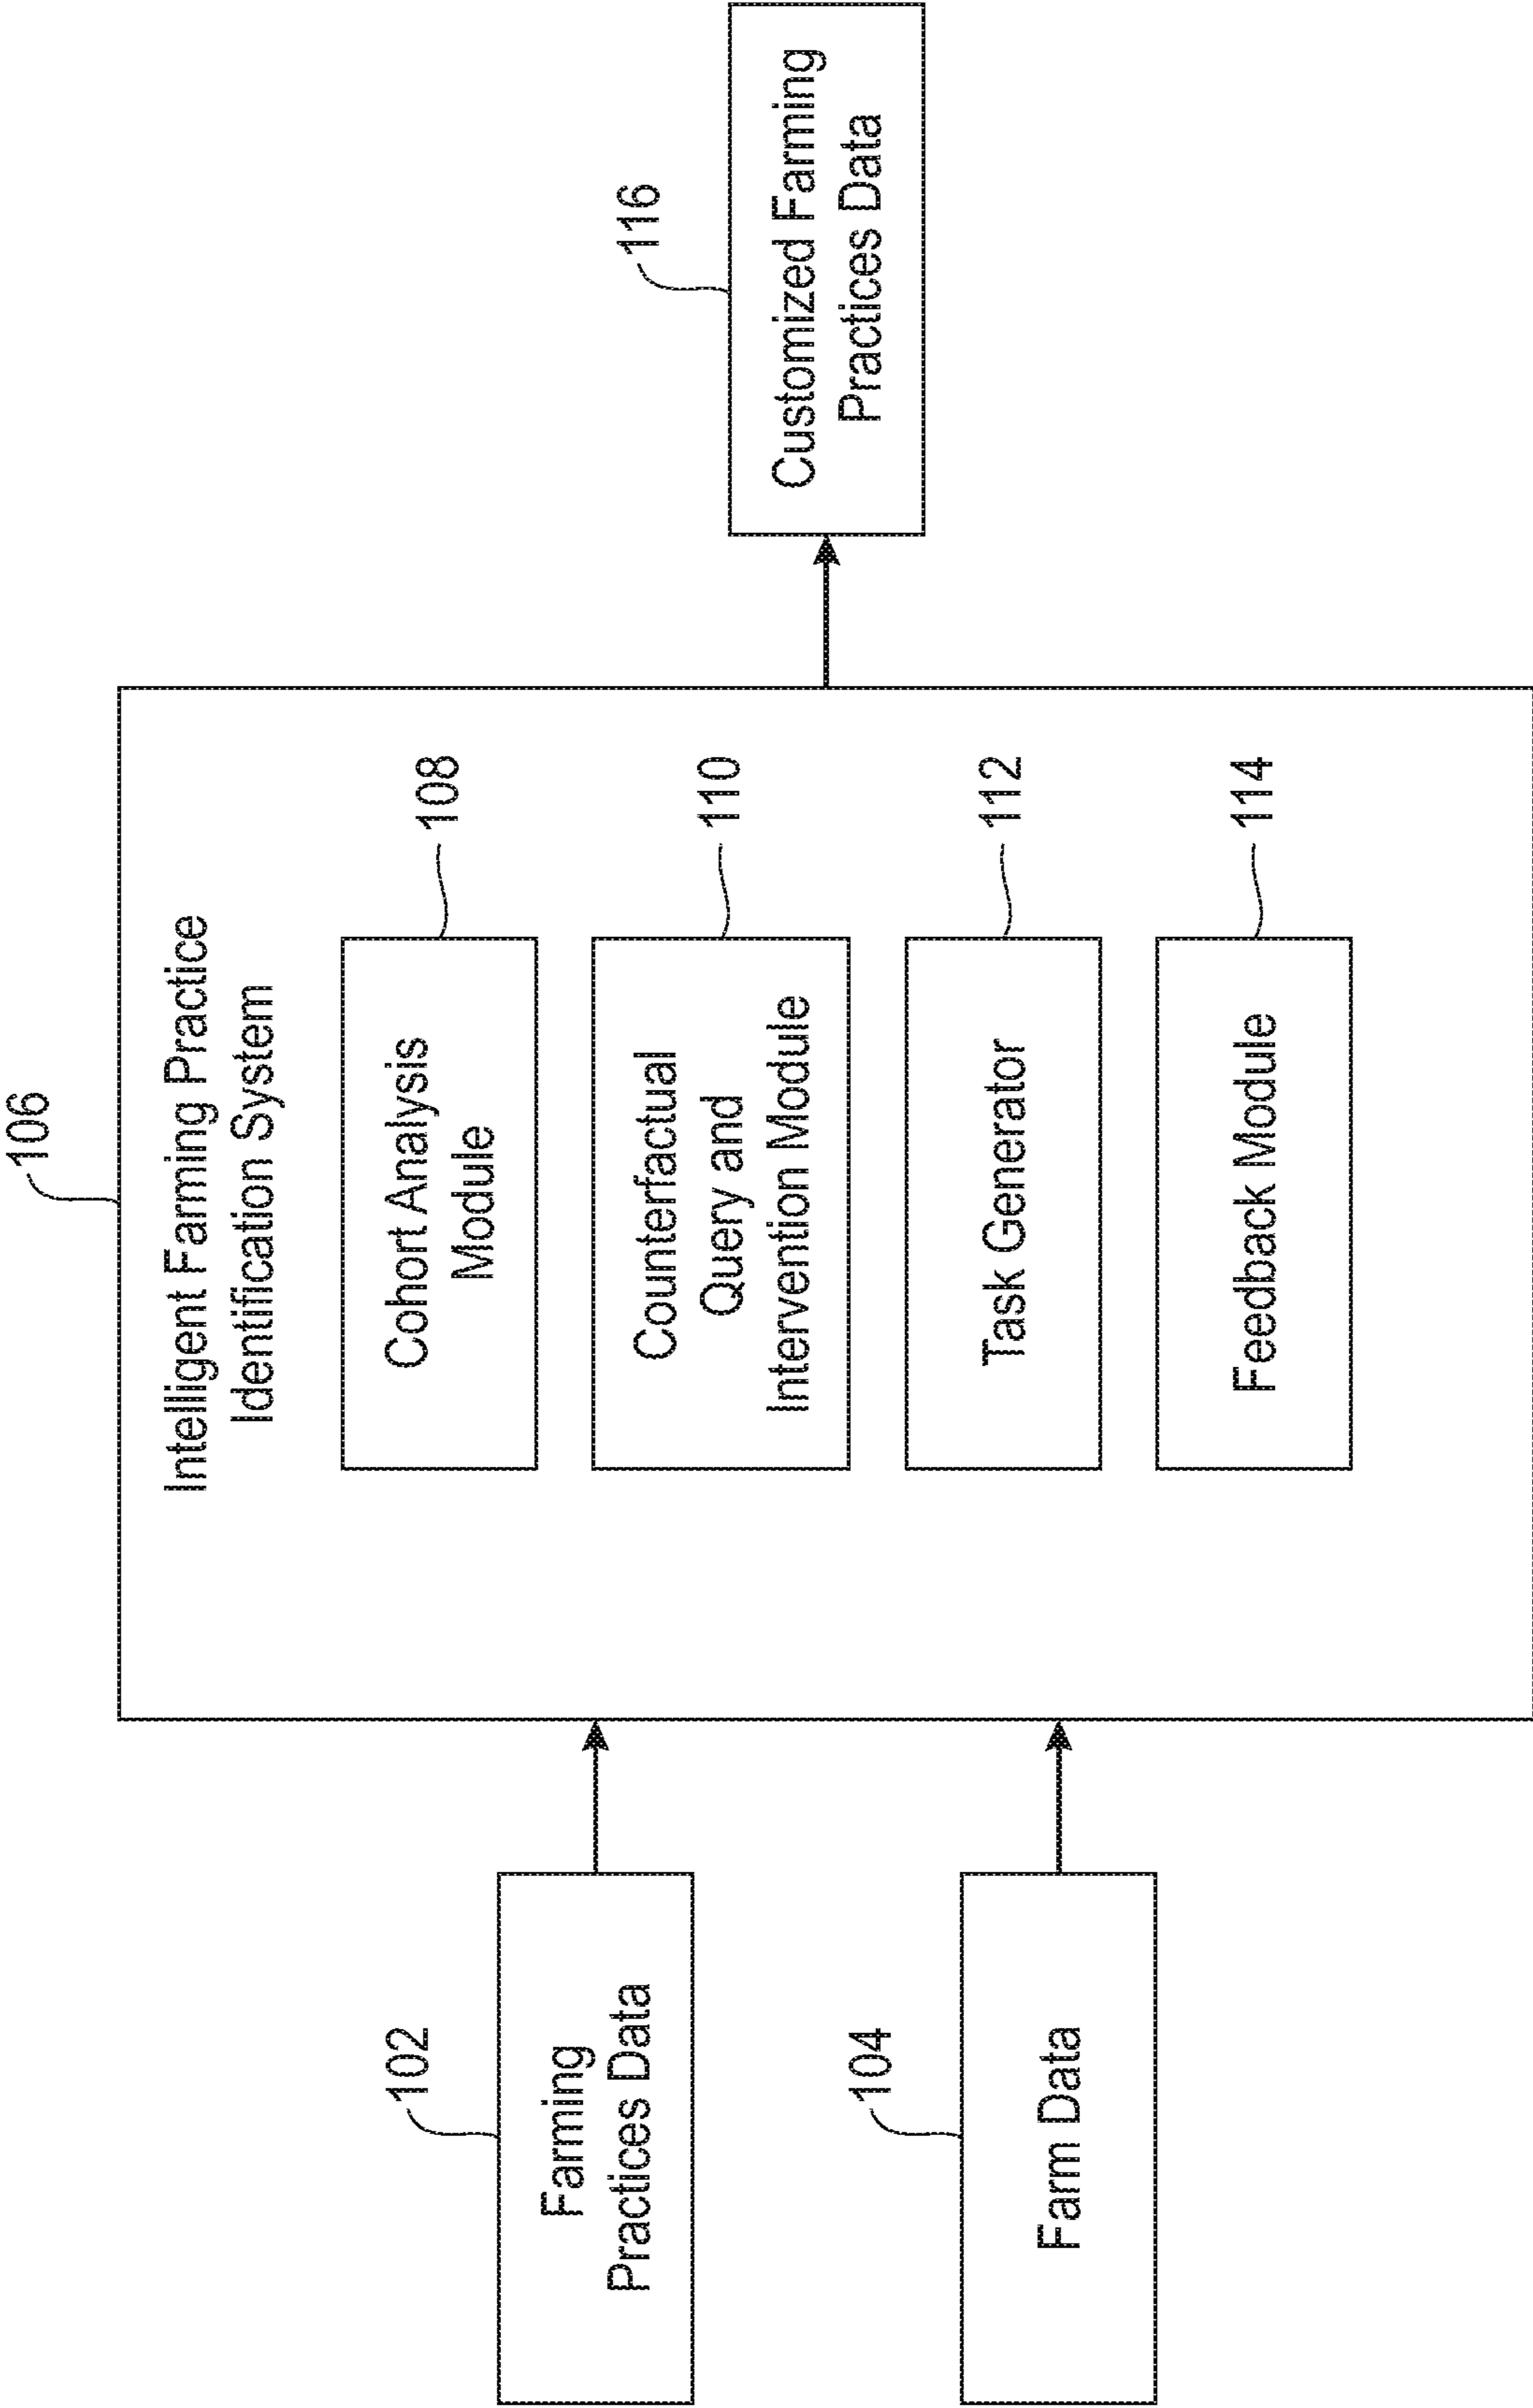 102
Farming
Practices Data
104
Farm Data
106
Intelligent Farming Practice
Identification System
Cohort Analysis
Module
108
Counterfactual
Query and
Intervention Module
110
Task Generator
112
Feedback Module
114
116
Customized Farming
Practices Data